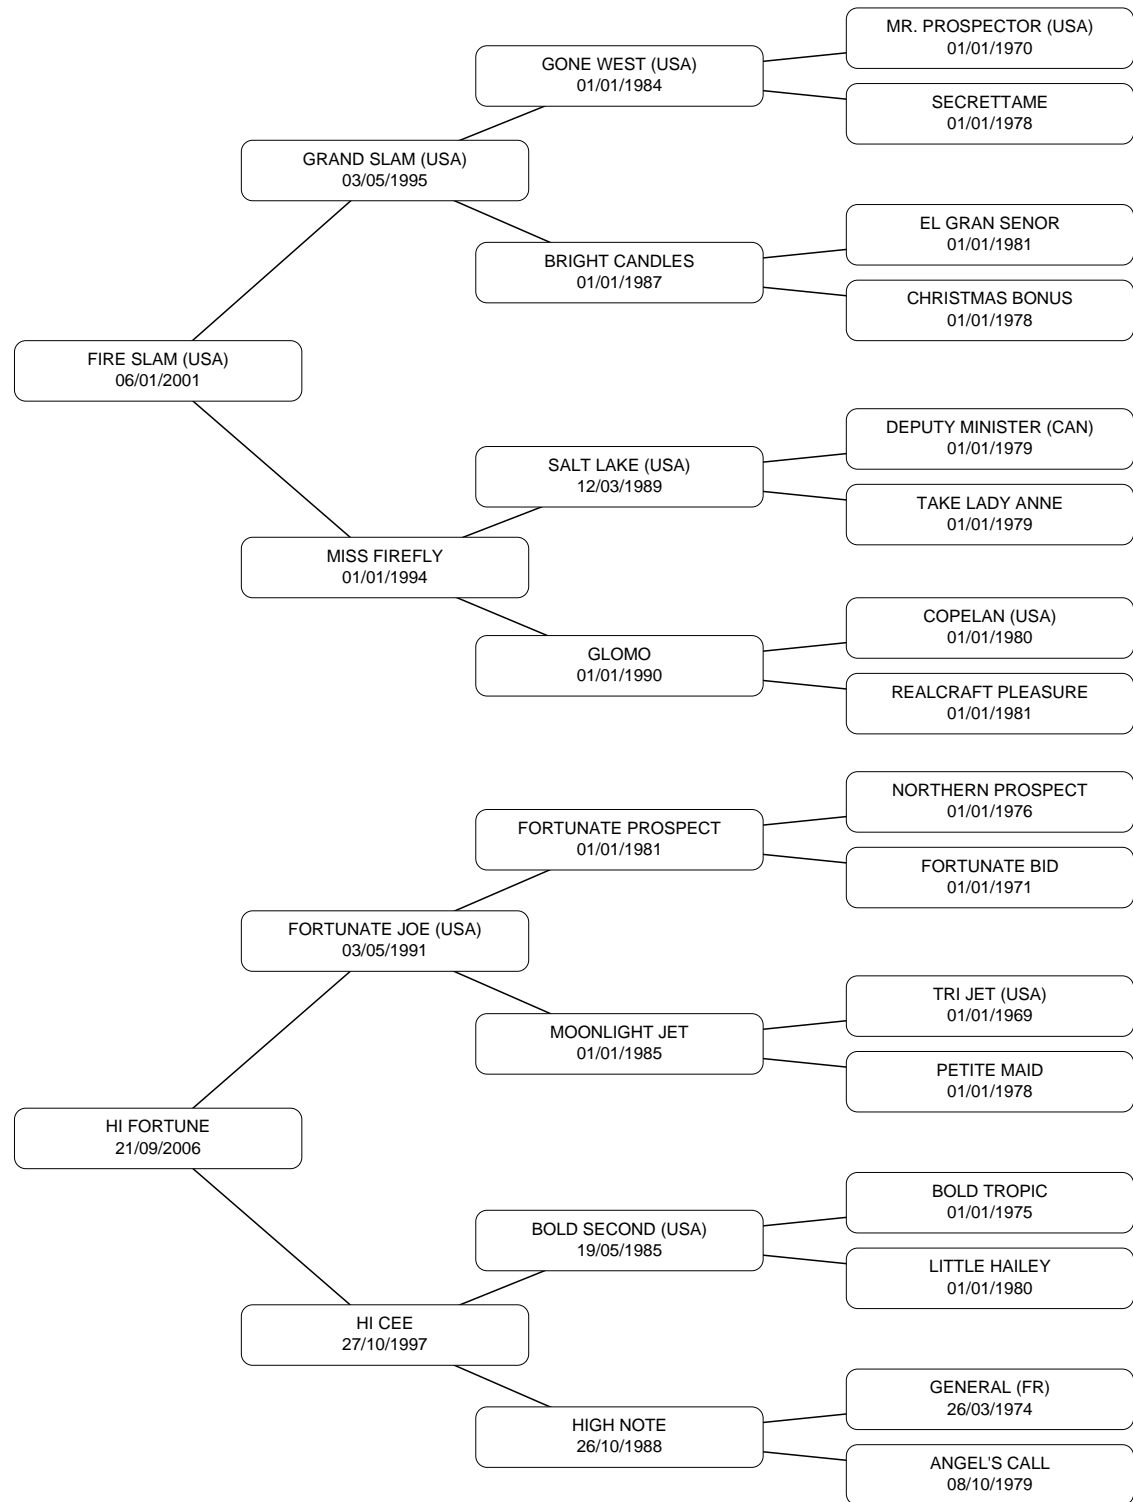 MR. PROSPECTOR (USA)
01/01/1970
GONE WEST (USA)
01/01/1984
SECRETTAME
01/01/1978
GRAND SLAM (USA)
03/05/1995
EL GRAN SENOR
01/01/1981
BRIGHT CANDLES
01/01/1987
CHRISTMAS BONUS
01/01/1978
FIRE SLAM (USA)
06/01/2001
DEPUTY MINISTER (CAN)
01/01/1979
SALT LAKE (USA)
12/03/1989
TAKE LADY ANNE
01/01/1979
MISS FIREFLY
01/01/1994
COPELAN (USA)
01/01/1980
GLOMO
01/01/1990
REALCRAFT PLEASURE
01/01/1981
NORTHERN PROSPECT
01/01/1976
FORTUNATE PROSPECT
01/01/1981
FORTUNATE BID
01/01/1971
FORTUNATE JOE (USA)
03/05/1991
TRI JET (USA)
01/01/1969
MOONLIGHT JET
01/01/1985
PETITE MAID
01/01/1978
HI FORTUNE
21/09/2006
BOLD TROPIC
01/01/1975
BOLD SECOND (USA)
19/05/1985
LITTLE HAILEY
01/01/1980
HI CEE
27/10/1997
GENERAL (FR)
26/03/1974
HIGH NOTE
26/10/1988
ANGEL'S CALL
08/10/1979